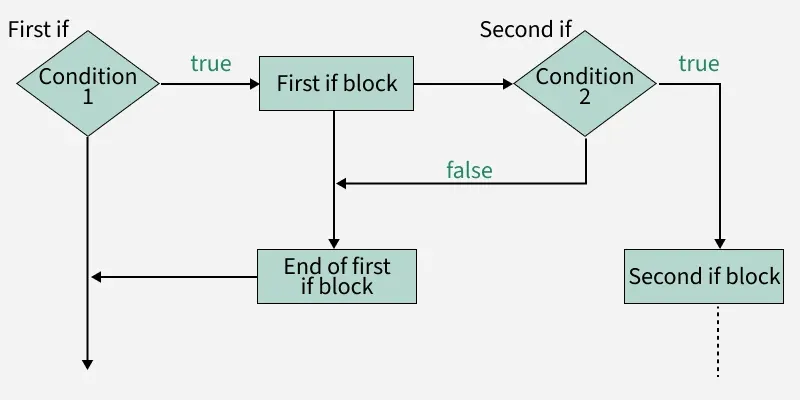 First if
Second if
Condition
1
true
First if block
Condition
2
true
false
End of first
if block
Second if block